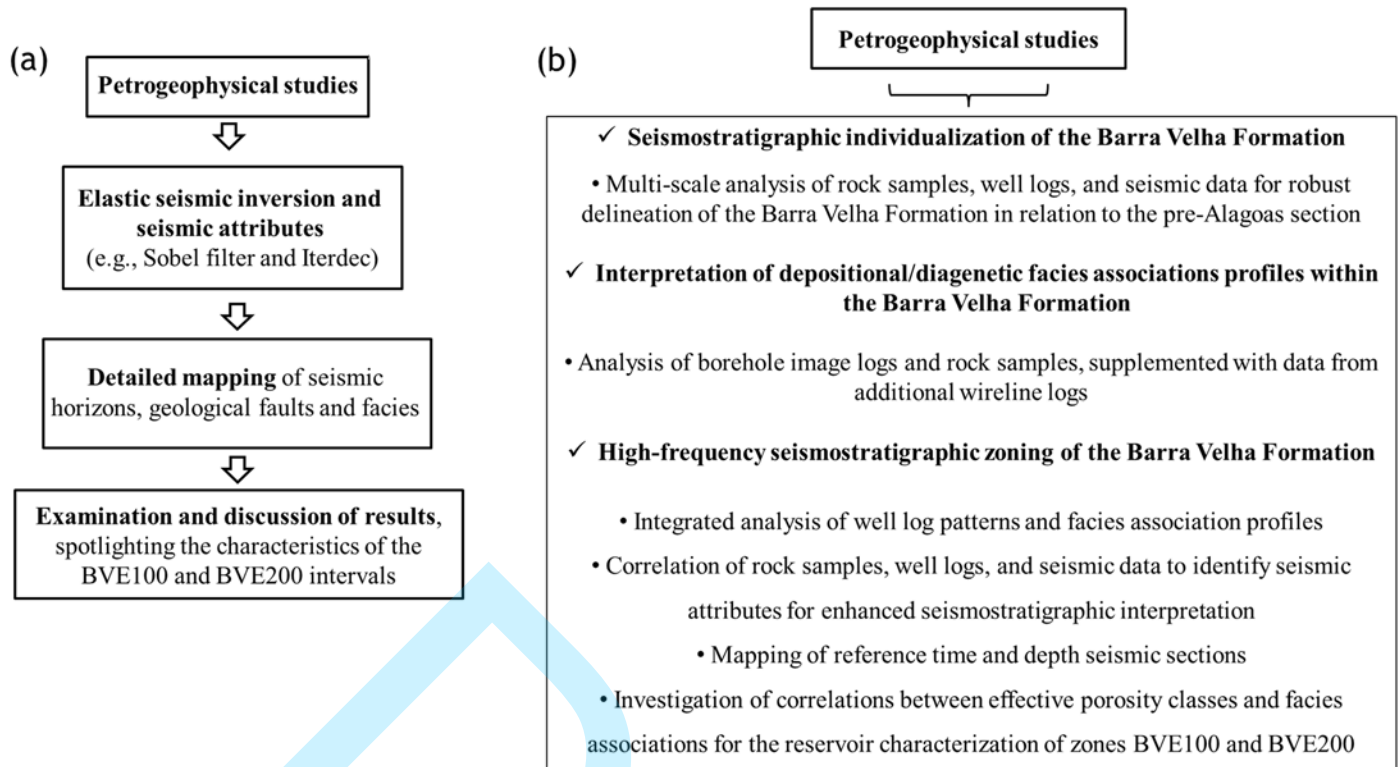 (a)
Petrogeophysical studies
Elastic seismic inversion and
seismic attributes
(e.g., Sobel filter and Iterdec)
Detailed mapping of seismic
horizons, geological faults and facies
Examination and discussion of results,
spotlighting the characteristics of the
BVE100 and BVE200 intervals
(b)
Petrogeophysical studies
✓ Seismostratigraphic individualization of the Barra Velha Formation
• Multi-scale analysis of rock samples, well logs, and seismic data for robust
delineation of the Barra Velha Formation in relation to the pre-Alagoas section
✓ Interpretation of depositional/diagenetic facies associations profiles within
the Barra Velha Formation
• Analysis of borehole image logs and rock samples, supplemented with data from
additional wireline logs
✓ High-frequency seismostratigraphic zoning of the Barra Velha Formation
• Integrated analysis of well log patterns and facies association profiles
• Correlation of rock samples, well logs, and seismic data to identify seismic
attributes for enhanced seismostratigraphic interpretation
• Mapping of reference time and depth seismic sections
• Investigation of correlations between effective porosity classes and facies
associations for the reservoir characterization of zones BVE100 and BVE200